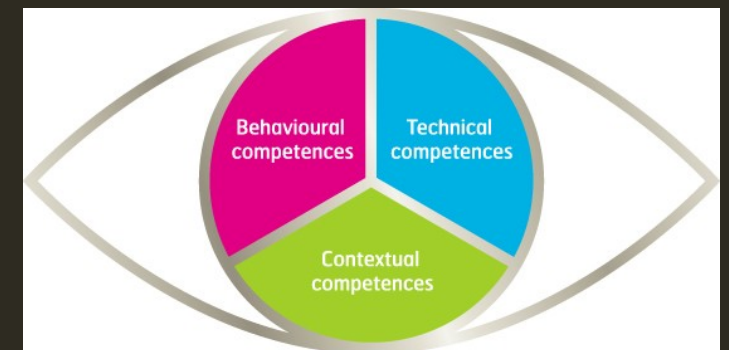 Behavioural
competences
Technical
competences
Contextual
competences